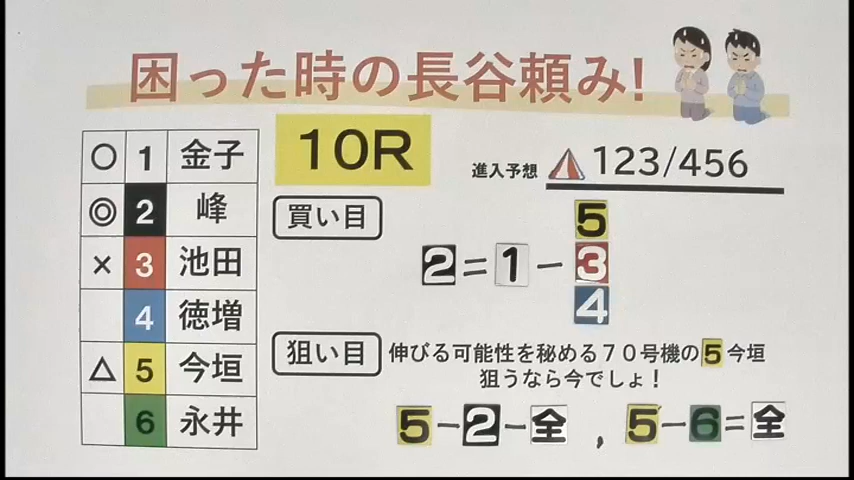 困った時の長谷頼み!
10R
進入予想 123/456
○ 1 金子
◎ 2 峰
× 3 池田
4 徳増
△ 5 今垣
6 永井
買い目
2=1-
5
3
4
狙い目
伸びる可能性を秘める70号機の5今垣
狙うなら今でしょ!
5-2-全 , 5-6=全